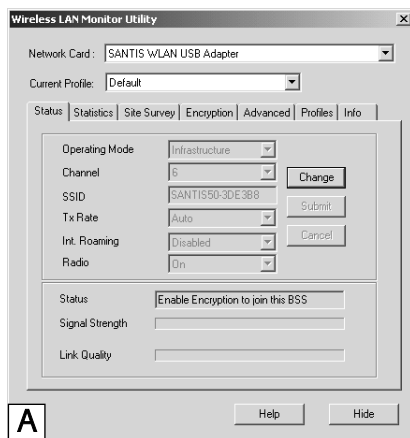 Wireless LAN Monitor Utility
Network Card : SANTIS WLAN USB Adapter
Current Profile: Default
Status Statistics Site Survey Encryption Advanced Profiles Info
Operating Mode Infrastructure
Channel 6
Change
SSID SANTIS50-3DE3B8
Submit
Tx Rate Auto
Cancel
Int. Roaming Disabled
Radio On
Status Enable Encryption to join this BSS
Signal Strength
Link Quality
A
Help Hide